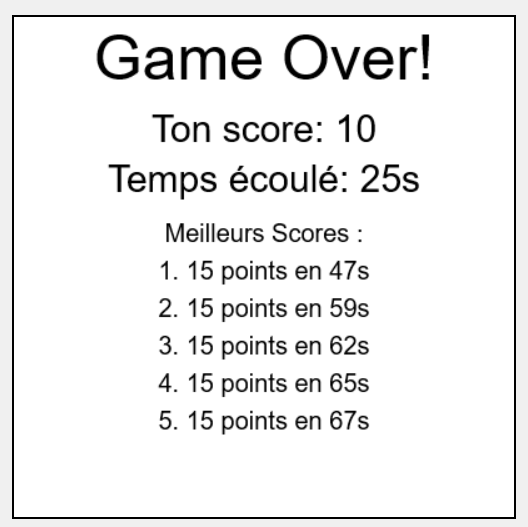 Game Over!
Ton score: 10
Temps écoulé: 25s
Meilleurs Scores :
1. 15 points en 47s
2. 15 points en 59s
3. 15 points en 62s
4. 15 points en 65s
5. 15 points en 67s